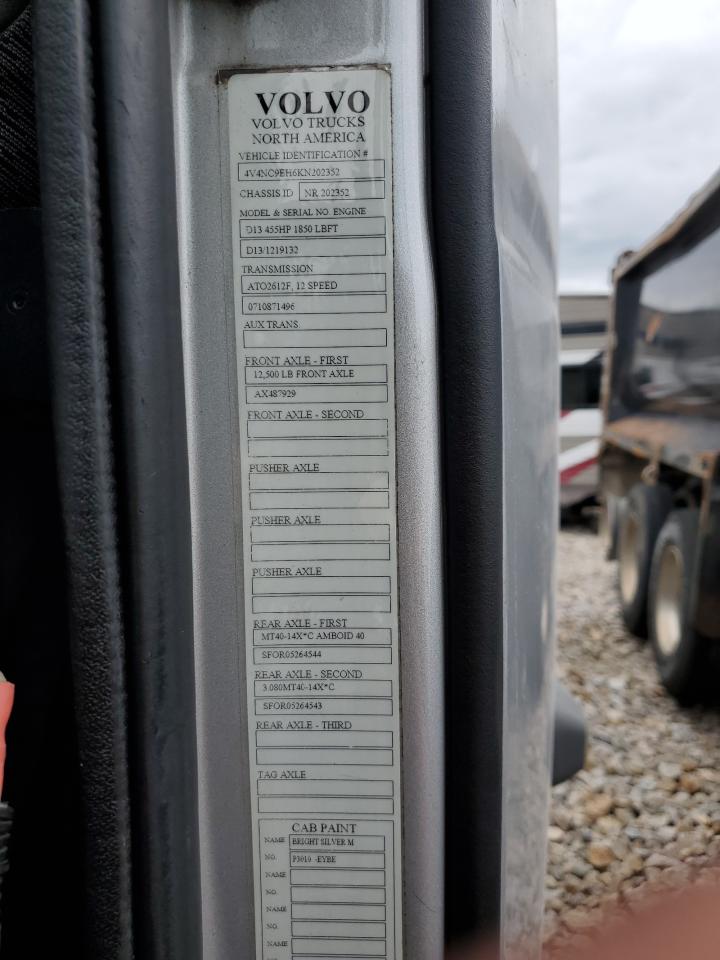 VOLVO
VOLVO TRUCKS
NORTH AMERICA
VEHICLE IDENTIFICATION #
4V4NC9EH6KN202352
CHASSIS ID NR 202352
MODEL & SERIAL NO. ENGINE
D13 455HP 1850 LBFT
D13/1219132
TRANSMISSION
ATO2612F, 12 SPEED
0710871496
AUX TRANS
FRONT AXLE - FIRST
12,500 LB FRONT AXLE
AX487929
FRONT AXLE - SECOND
PUSHER AXLE
PUSHER AXLE
PUSHER AXLE
REAR AXLE - FIRST
MT40-14X*C AMBOID 40
SFOR05264544
REAR AXLE - SECOND
3.080MT40-14X*C
SFOR05264543
REAR AXLE - THIRD
TAG AXLE
CAB PAINT
NAME BRIGHT SILVER M
NO. P3019 -EYBE
NAME
NO.
NAME
NO.
NAME